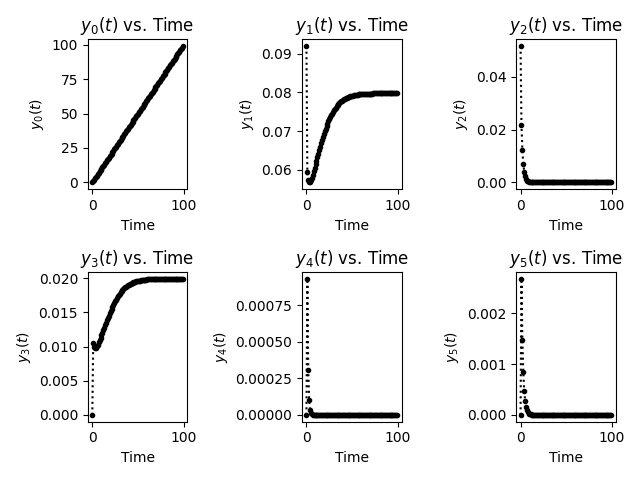 y₀(t) vs. Time
y₁(t) vs. Time
y₂(t) vs. Time
100
75
50
25
0
y₀(t)
0 100
Time
0.09
0.08
0.07
0.06
y₁(t)
0 100
Time
0.04
0.02
0.00
y₂(t)
0 100
Time
y₃(t) vs. Time
y₄(t) vs. Time
y₅(t) vs. Time
0.020
0.015
0.010
0.005
0.000
y₃(t)
0 100
Time
0.00075
0.00050
0.00025
0.00000
y₄(t)
0 100
Time
0.002
0.001
0.000
y₅(t)
0 100
Time